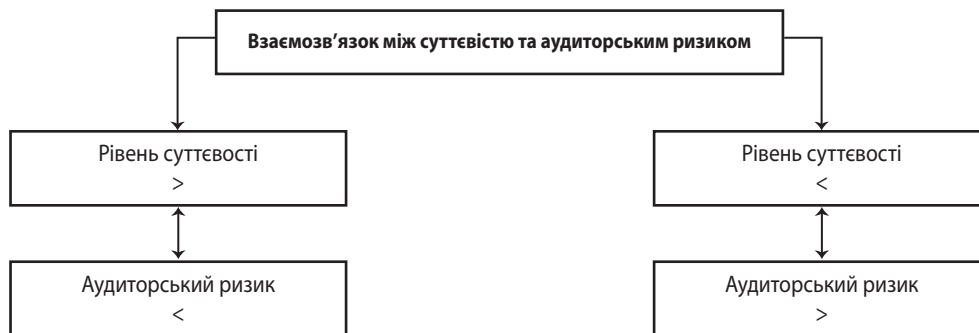 Взаємозв’язок між суттєвістю та аудиторським ризиком
Рівень суттєвості
>
Рівень суттєвості
<
Аудиторський ризик
<
Аудиторський ризик
>